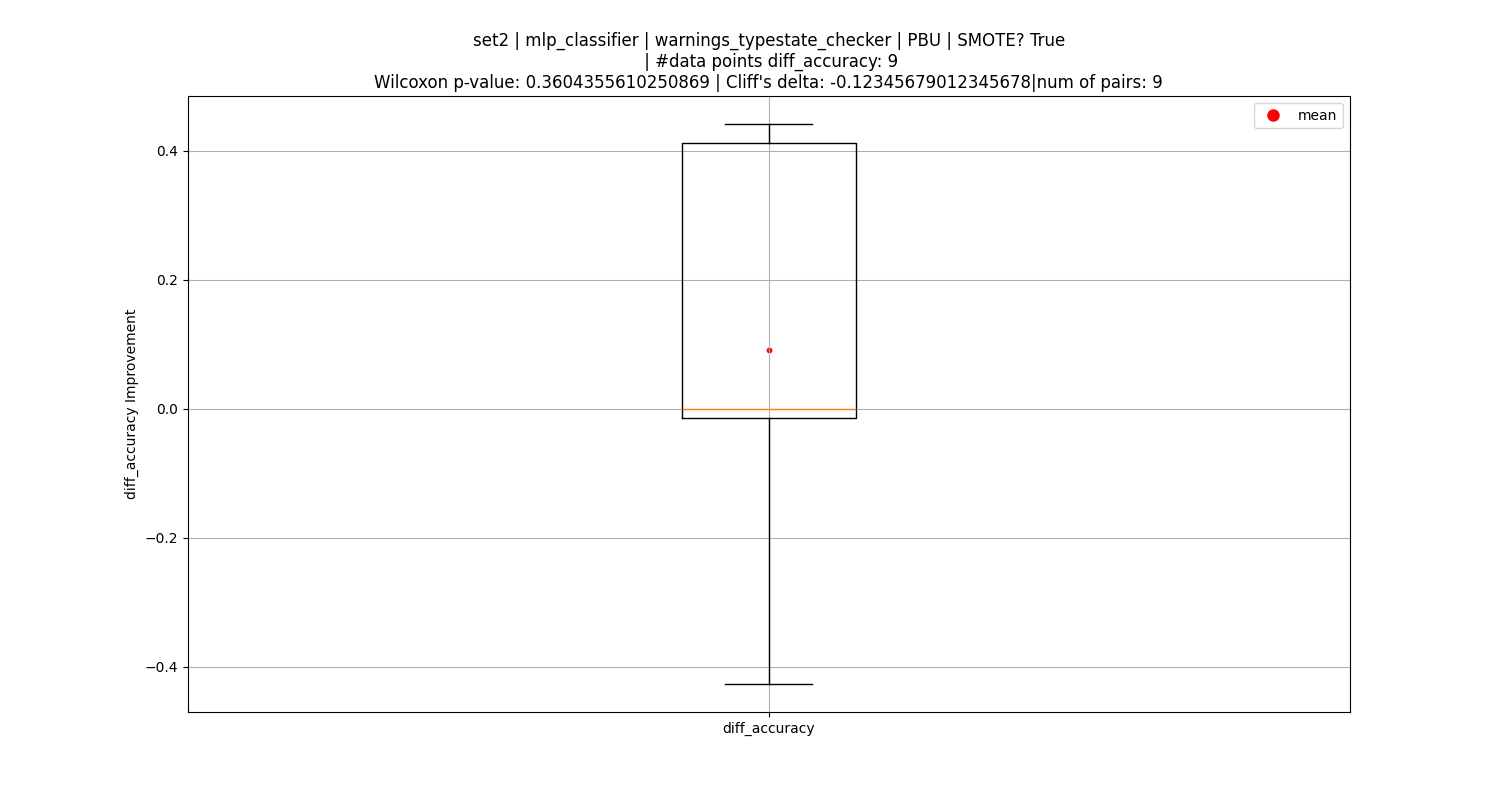 set2 | mlp_classifier | warnings_typestate_checker | PBU | SMOTE? True
| #data points diff_accuracy: 9
Wilcoxon p-value: 0.3604355610250869 | Cliff's delta: -0.12345679012345678|num of pairs: 9
mean
0.4
0.2
0.0
−0.2
−0.4
diff_accuracy Improvement
diff_accuracy